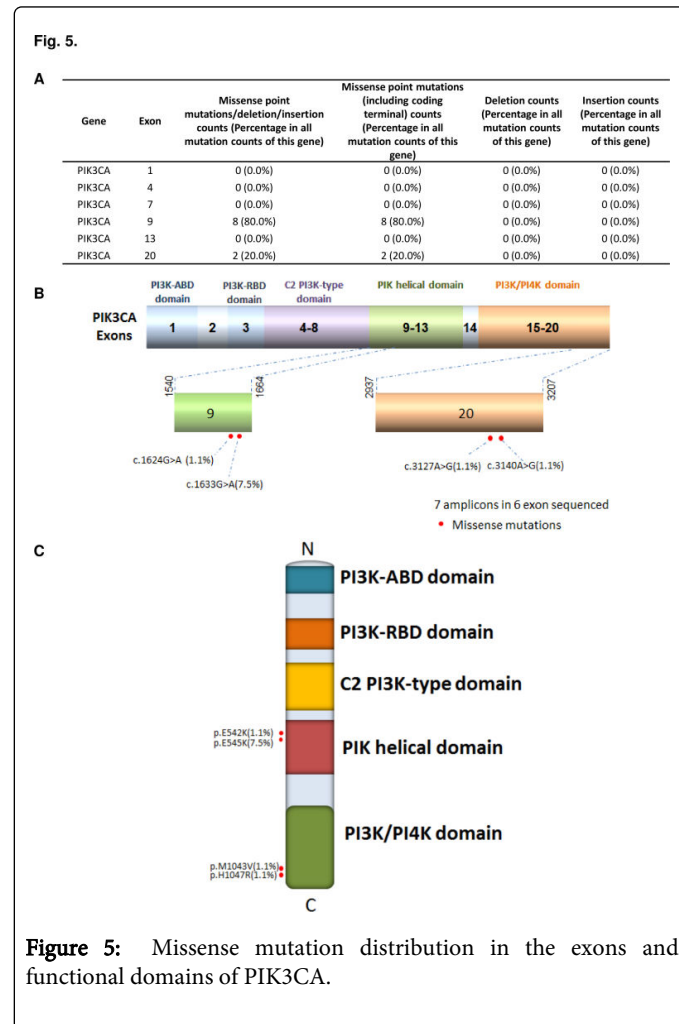 Fig. 5.
A
Gene Exon Missense point mutations/deletion/insertion counts (Percentage in all mutation counts of this gene) Missense point mutations (including coding terminal) counts (Percentage in all mutation counts of this gene) Deletion counts (Percentage in all mutation counts of this gene) Insertion counts (Percentage in all mutation counts of this gene)
PIK3CA 1 0 (0.0%) 0 (0.0%) 0 (0.0%) 0 (0.0%)
PIK3CA 4 0 (0.0%) 0 (0.0%) 0 (0.0%) 0 (0.0%)
PIK3CA 7 0 (0.0%) 0 (0.0%) 0 (0.0%) 0 (0.0%)
PIK3CA 9 8 (80.0%) 8 (80.0%) 0 (0.0%) 0 (0.0%)
PIK3CA 13 0 (0.0%) 0 (0.0%) 0 (0.0%) 0 (0.0%)
PIK3CA 20 2 (20.0%) 2 (20.0%) 0 (0.0%) 0 (0.0%)
B
PI3K-ABD domain PI3K-RBD domain C2 PI3K-type domain PIK helical domain PI3K/PI4K domain
PIK3CA Exons 1 2 3 4-8 9-13 14 15-20
1540 1664 2937 3207
9 20
c.1624G>A (1.1%) c.3127A>G(1.1%) c.3140A>G(1.1%)
c.1633G>A(7.5%)
7 amplicons in 6 exon sequenced
Missense mutations
C
N
PI3K-ABD domain
PI3K-RBD domain
C2 PI3K-type domain
p.E542K(1.1%)
p.E545K(7.5%)
PIK helical domain
PI3K/PI4K domain
p.M1043V(1.1%)
p.H1047R(1.1%)
C
Figure 5: Missense mutation distribution in the exons and
functional domains of PIK3CA.